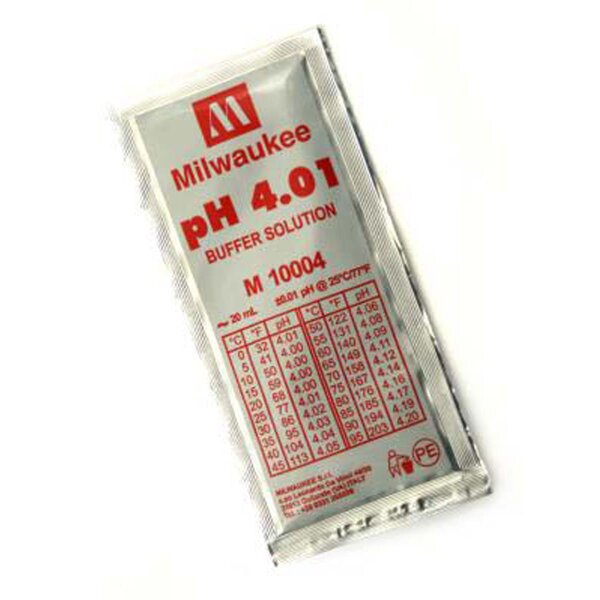 M
Milwaukee
pH 4.01
BUFFER SOLUTION
M 10004
~ 20 mL ±0.01 pH @ 25°C/77°F
°C °F pH °C °F pH
0 32 4.01 50 122 4.06
5 41 4.00 55 131 4.08
10 50 4.00 60 140 4.09
15 59 4.00 65 149 4.11
20 68 4.00 70 158 4.12
25 77 4.01 75 167 4.14
30 86 4.02 80 176 4.16
35 95 4.03 85 185 4.17
40 104 4.04 90 194 4.19
45 113 4.05 95 203 4.20
PE
MILWAUKEE S.r.l.